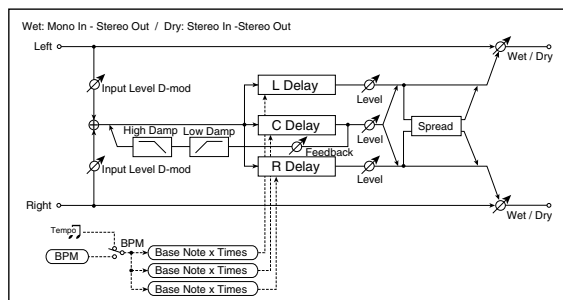 Wet: Mono In - Stereo Out / Dry: Stereo In -Stereo Out
Left
Wet / Dry
Input Level D-mod
L Delay
Level
High Damp
Low Damp
C Delay
Level
Spread
Feedback
Input Level D-mod
R Delay
Level
Right
Wet / Dry
Tempo
BPM
BPM
Base Note x Times
Base Note x Times
Base Note x Times